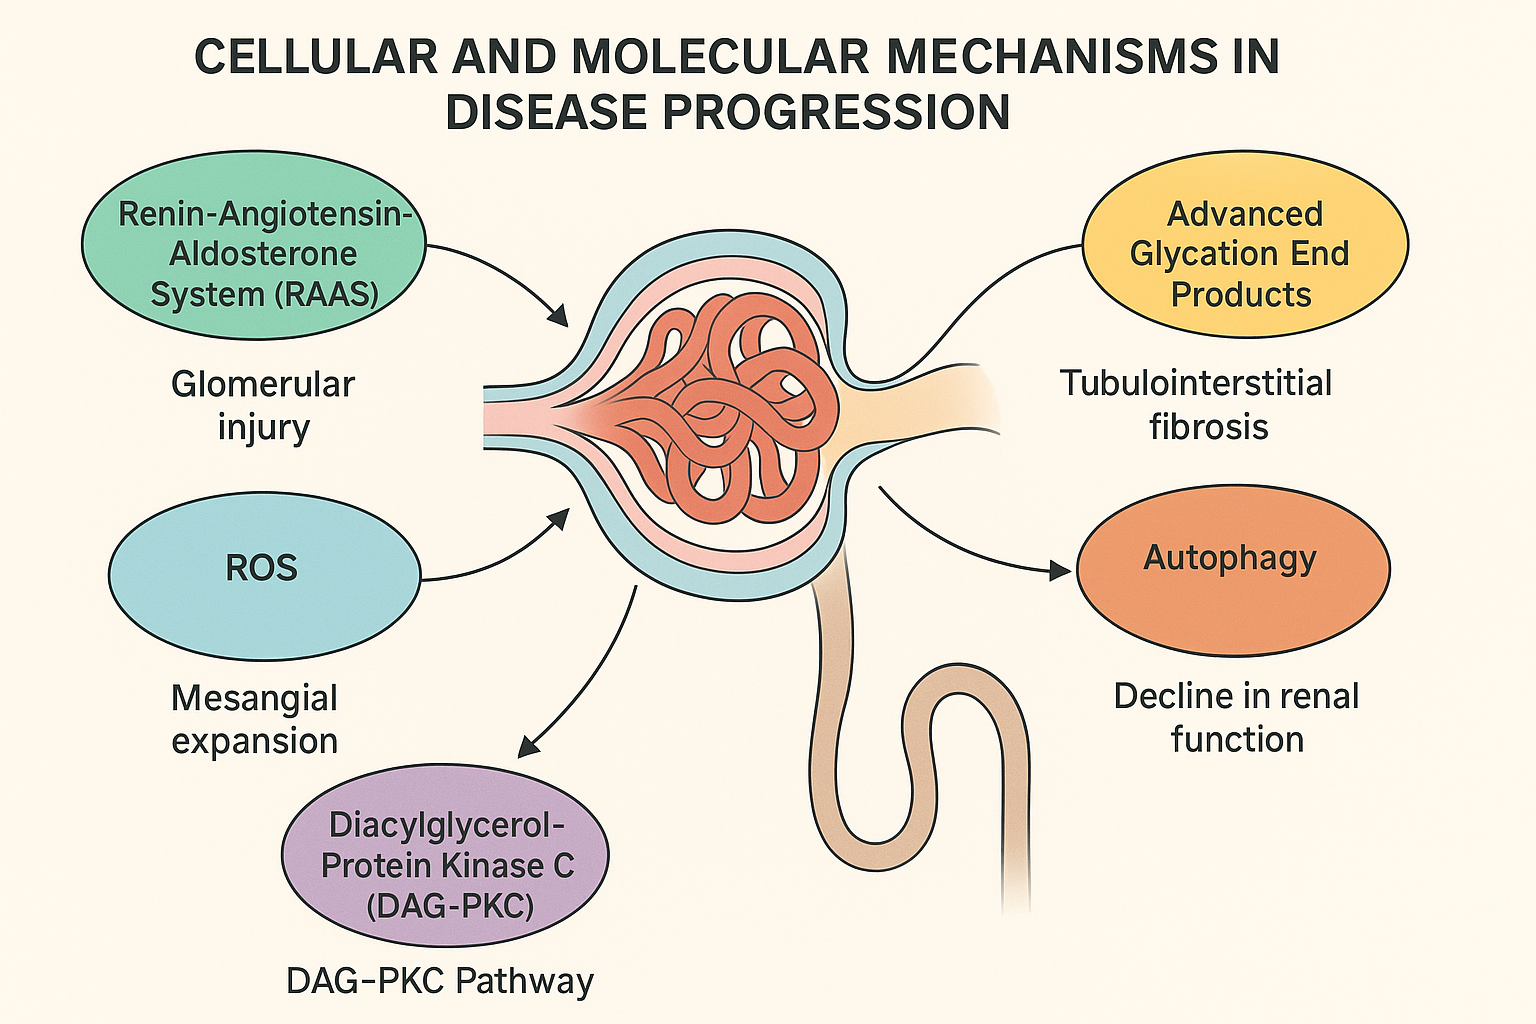 CELLULAR AND MOLECULAR MECHANISMS IN
DISEASE PROGRESSION
Renin-Angiotensin-
Aldosterone
System (RAAS)
Glomerular
injury
ROS
Mesangial
expansion
Diacylglycerol-
Protein Kinase C
(DAG-PKC)
DAG–PKC Pathway
Advanced
Glycation End
Products
Tubulointerstitial
fibrosis
Autophagy
Decline in renal
function